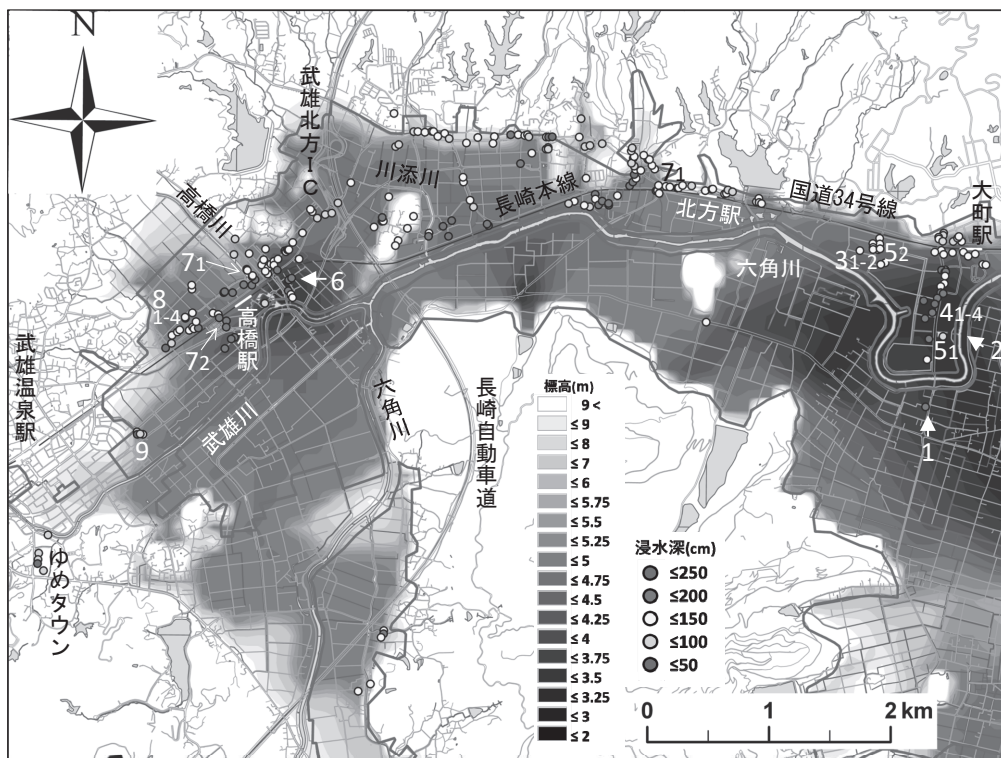 N
武雄北方IC
川添川
長崎本線
7₁
北方駅
国道34号線
大町駅
高橋川
7₁
6
六角川
3₁₋₂
5₂
8
1-4
7₂
高橋駅
4₁₋₄
5₁
2
武雄温泉駅
9
武雄川
六角川
長崎自動車道
1
ゆめタウン
標高(m)
9 <
≤ 9
≤ 8
≤ 7
≤ 6
≤ 5.75
≤ 5.5
≤ 5.25
≤ 5
≤ 4.75
≤ 4.5
≤ 4.25
≤ 4
≤ 3.75
≤ 3.5
≤ 3.25
≤ 3
≤ 2
浸水深(cm)
≤250
≤200
≤150
≤100
≤50
0 1 2 km